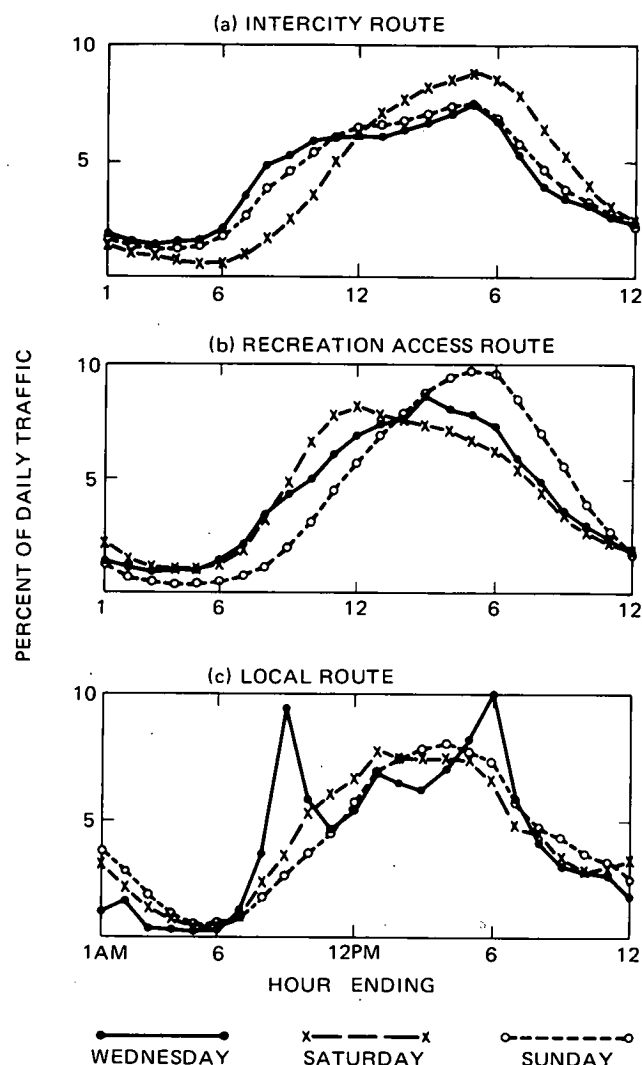 (a) INTERCITY ROUTE
10
5
1 6 12 6 12
(b) RECREATION ACCESS ROUTE
10
5
1 6 12 6 12
PERCENT OF DAILY TRAFFIC
(c) LOCAL ROUTE
10
5
1AM 6 12PM 6 12
HOUR ENDING
WEDNESDAY SATURDAY SUNDAY